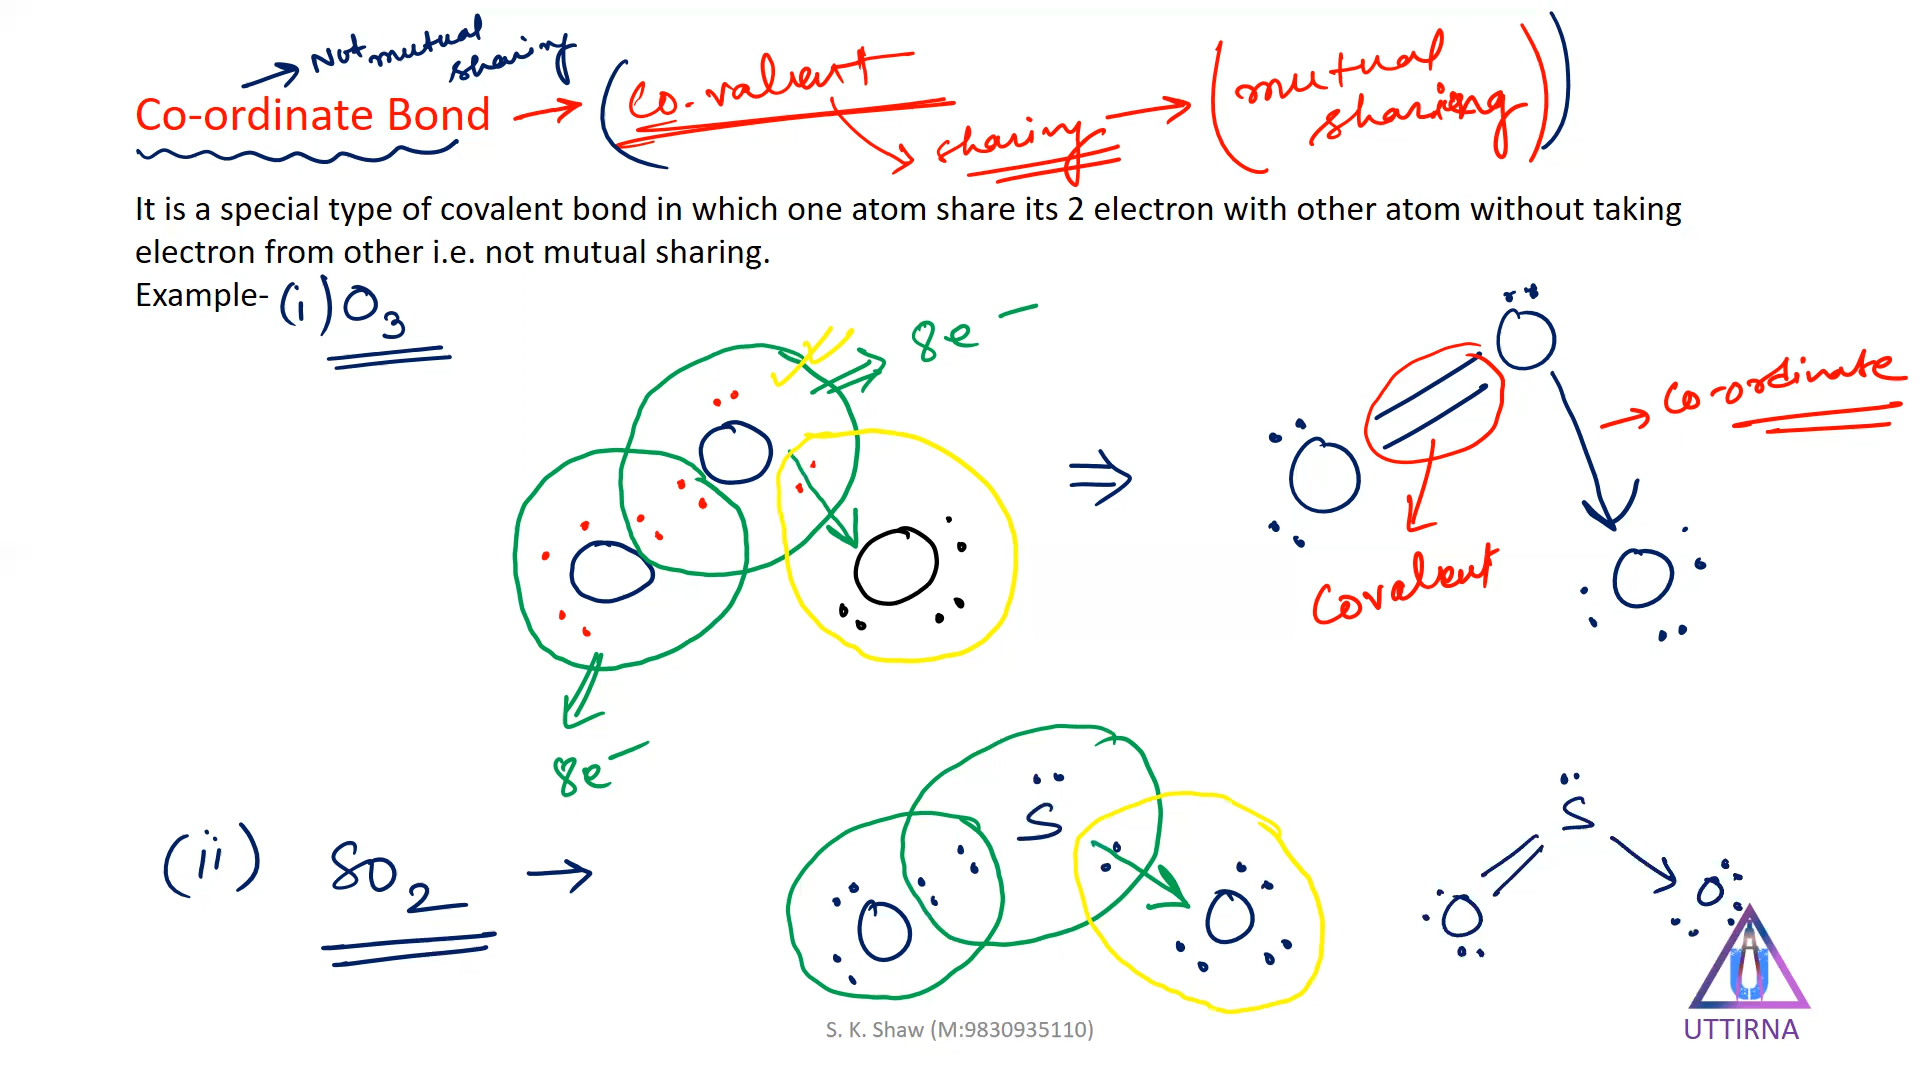 Not mutual sharing
Co-ordinate Bond → (Co-valent → sharing → (mutual sharing))
It is a special type of covalent bond in which one atom share its 2 electron with other atom without taking
electron from other i.e. not mutual sharing.
Example- (i) O3
8e⁻
Co-ordinate
Covalent
8e⁻
(ii) SO2 →
S
O
O
S
O
O
S. K. Shaw (M:9830935110)
UTTIRNA